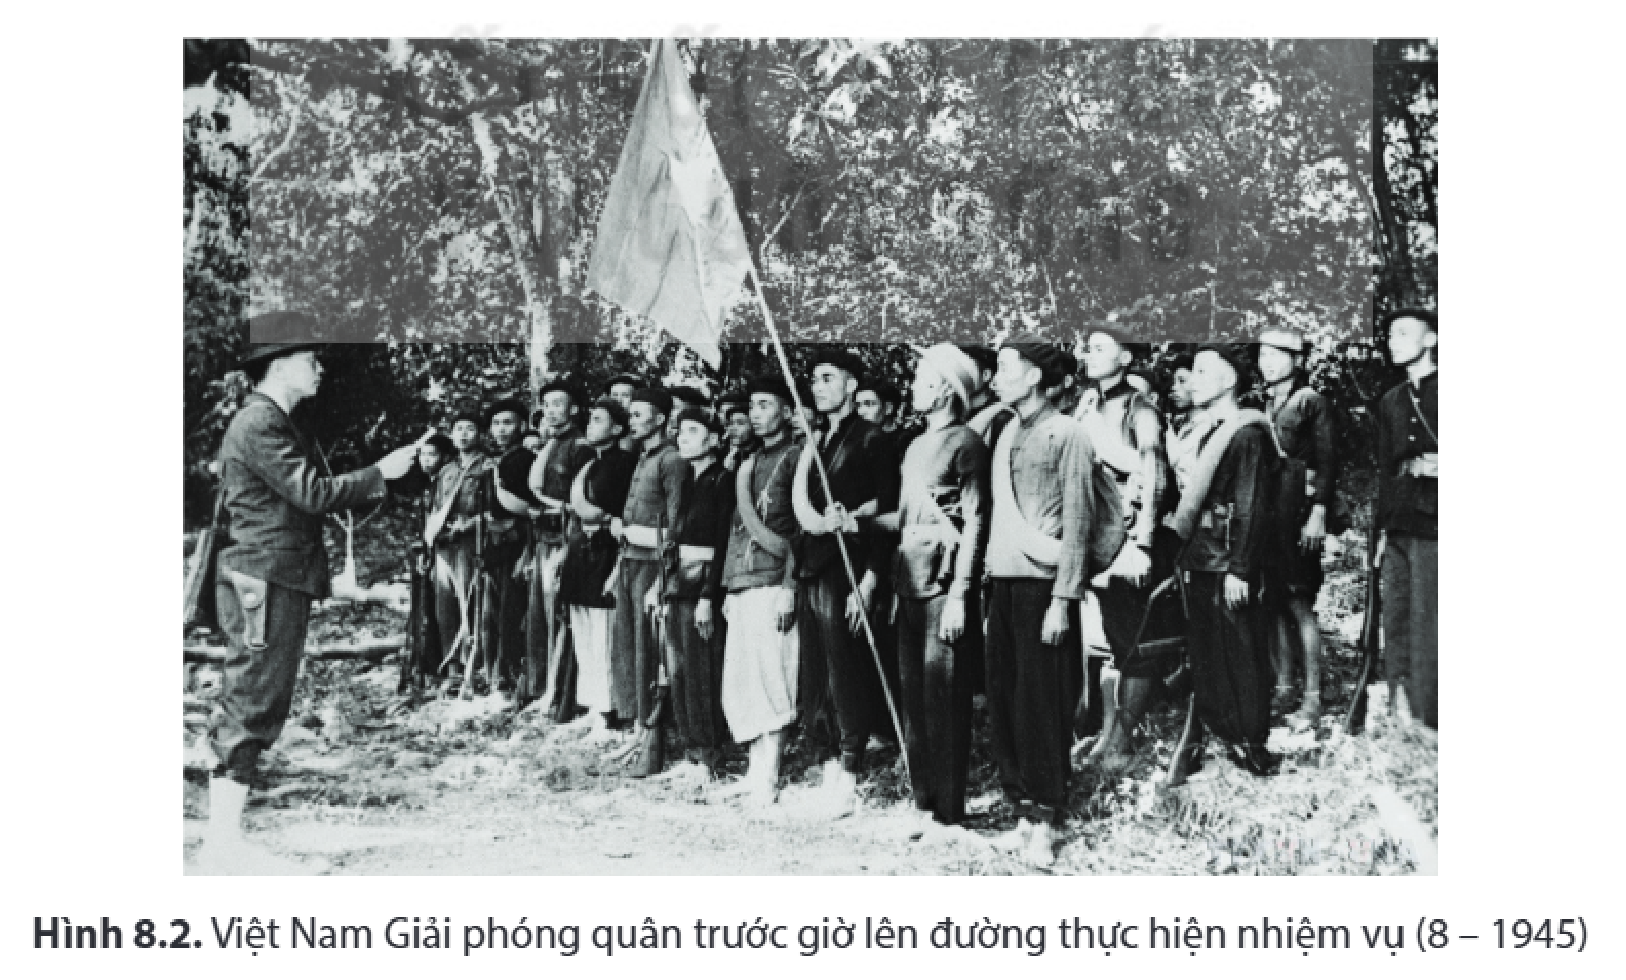 Hình 8.2. Việt Nam Giải phóng quân trước giờ lên đường thực hiện nhiệm vụ (8 – 1945)